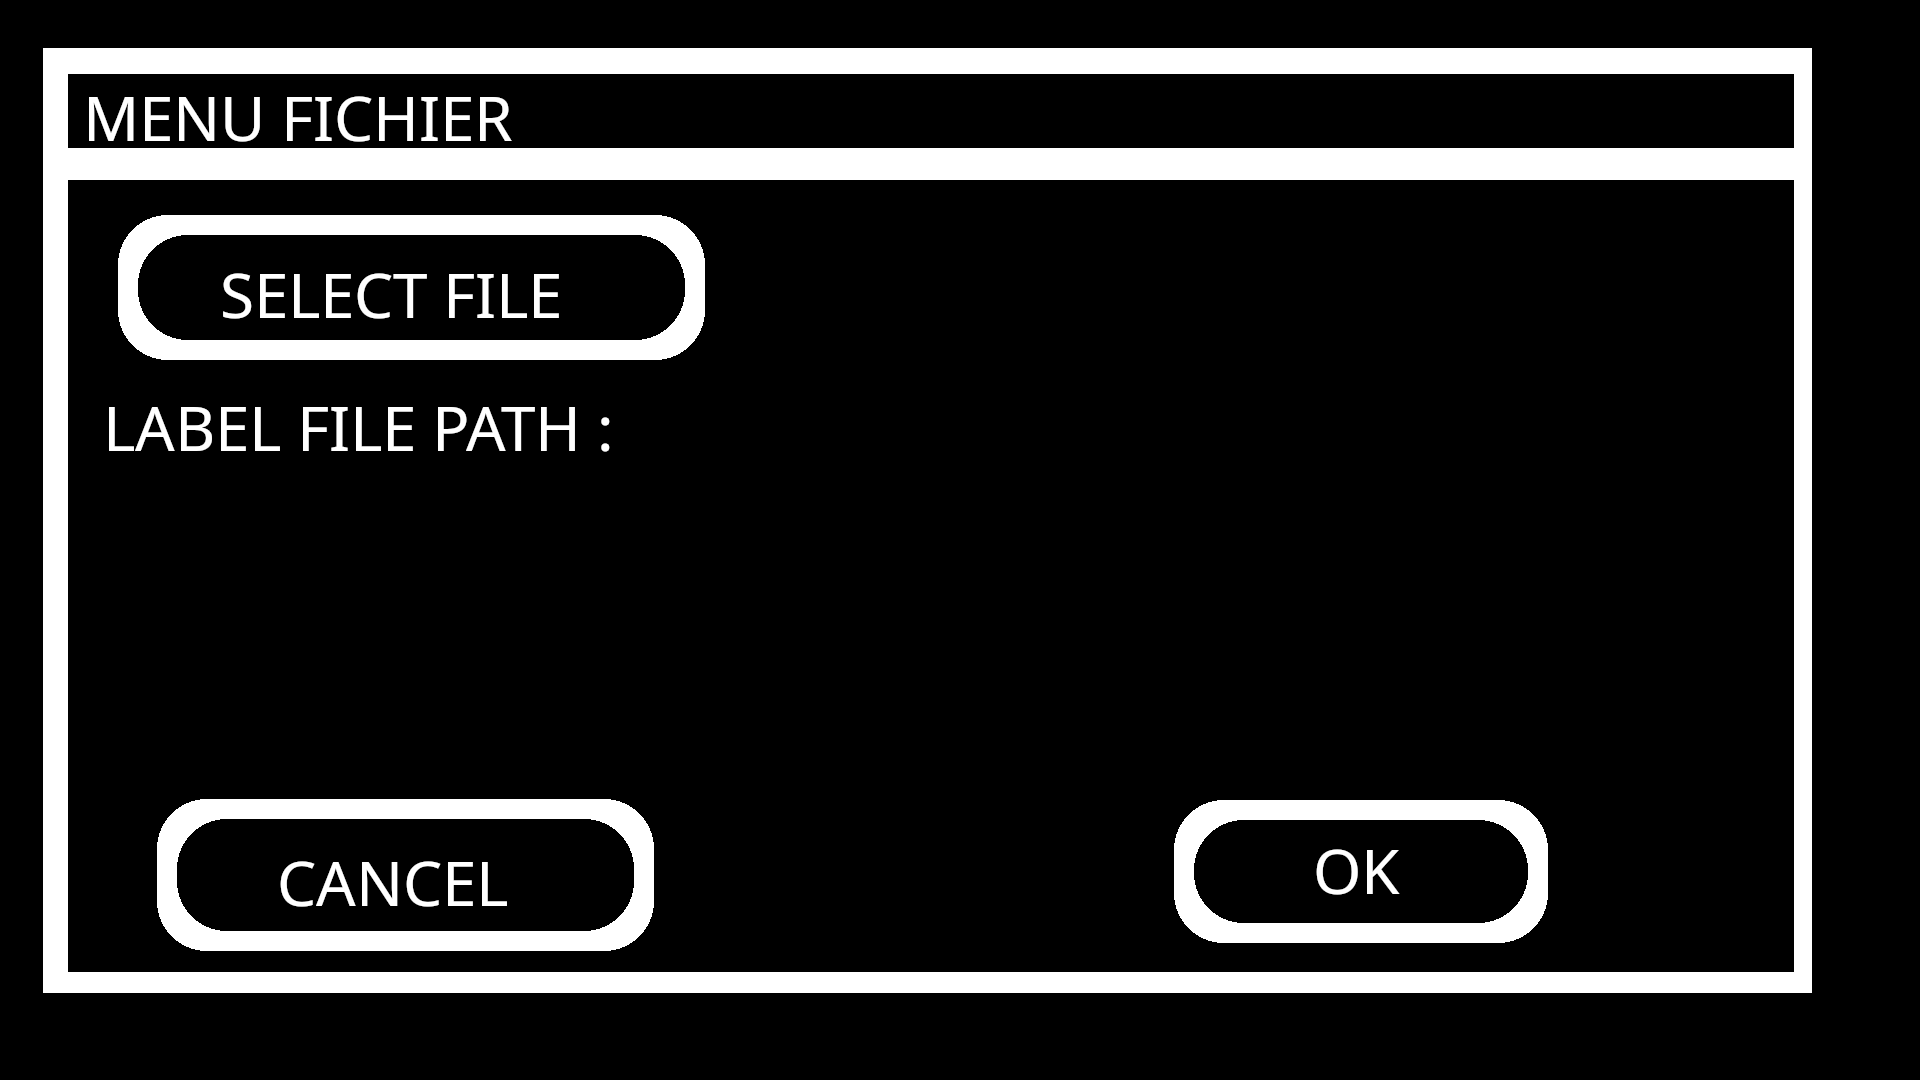 MENU FICHIER
SELECT FILE
LABEL FILE PATH :
CANCEL
OK